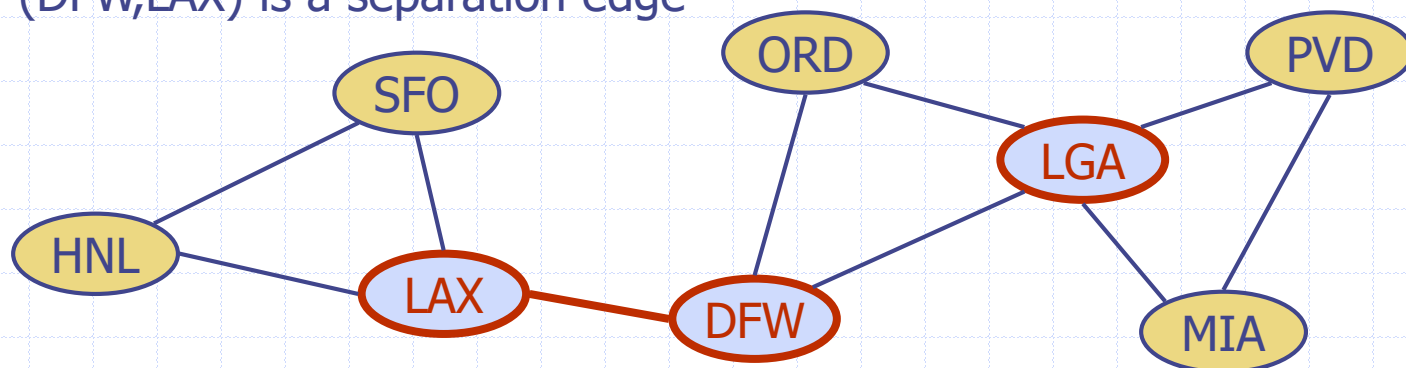 (DFW,LAX) is a separation edge
ORD
PVD
SFO
LGA
HNL
LAX
DFW
MIA